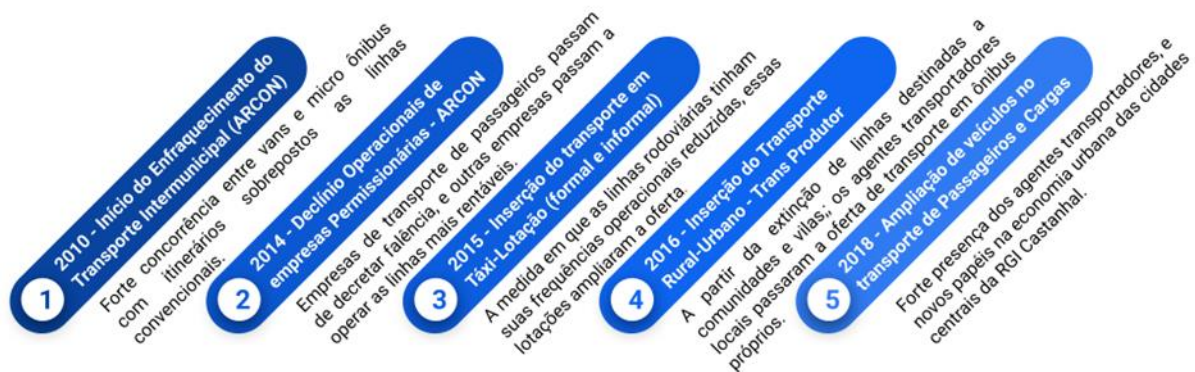 1
2010 - Início do Enfraquecimento do
Transporte Intermunicipal (ARCON)
Forte concorrência entre vans e micro ônibus
com itinerários sobrepostos as linhas
convencionais.
2
2014 - Declínio Operacionais de
empresas Permissionárias - ARCON
Empresas de transporte de passageiros passam
de decretar falência, e outras empresas passam a
operar as linhas mais rentáveis.
3
2015 - Inserção do transporte em
Táxi-Lotação (formal e informal)
A medida em que as linhas rodoviárias tinham
suas frequências operacionais reduzidas, essas
lotações ampliaram a oferta.
4
2016 - Inserção do Transporte
Rural-Urbano - Trans Produtor
A partir da extinção de linhas destinadas a
comunidades e vilas,, os agentes transportadores
locais passaram a oferta de transporte em ônibus
próprios.
5
2018 - Ampliação de veículos no
transporte de Passageiros e Cargas
Forte presença dos agentes transportadores, e
novos papéis na economia urbana das cidades
centrais da RGI Castanhal.